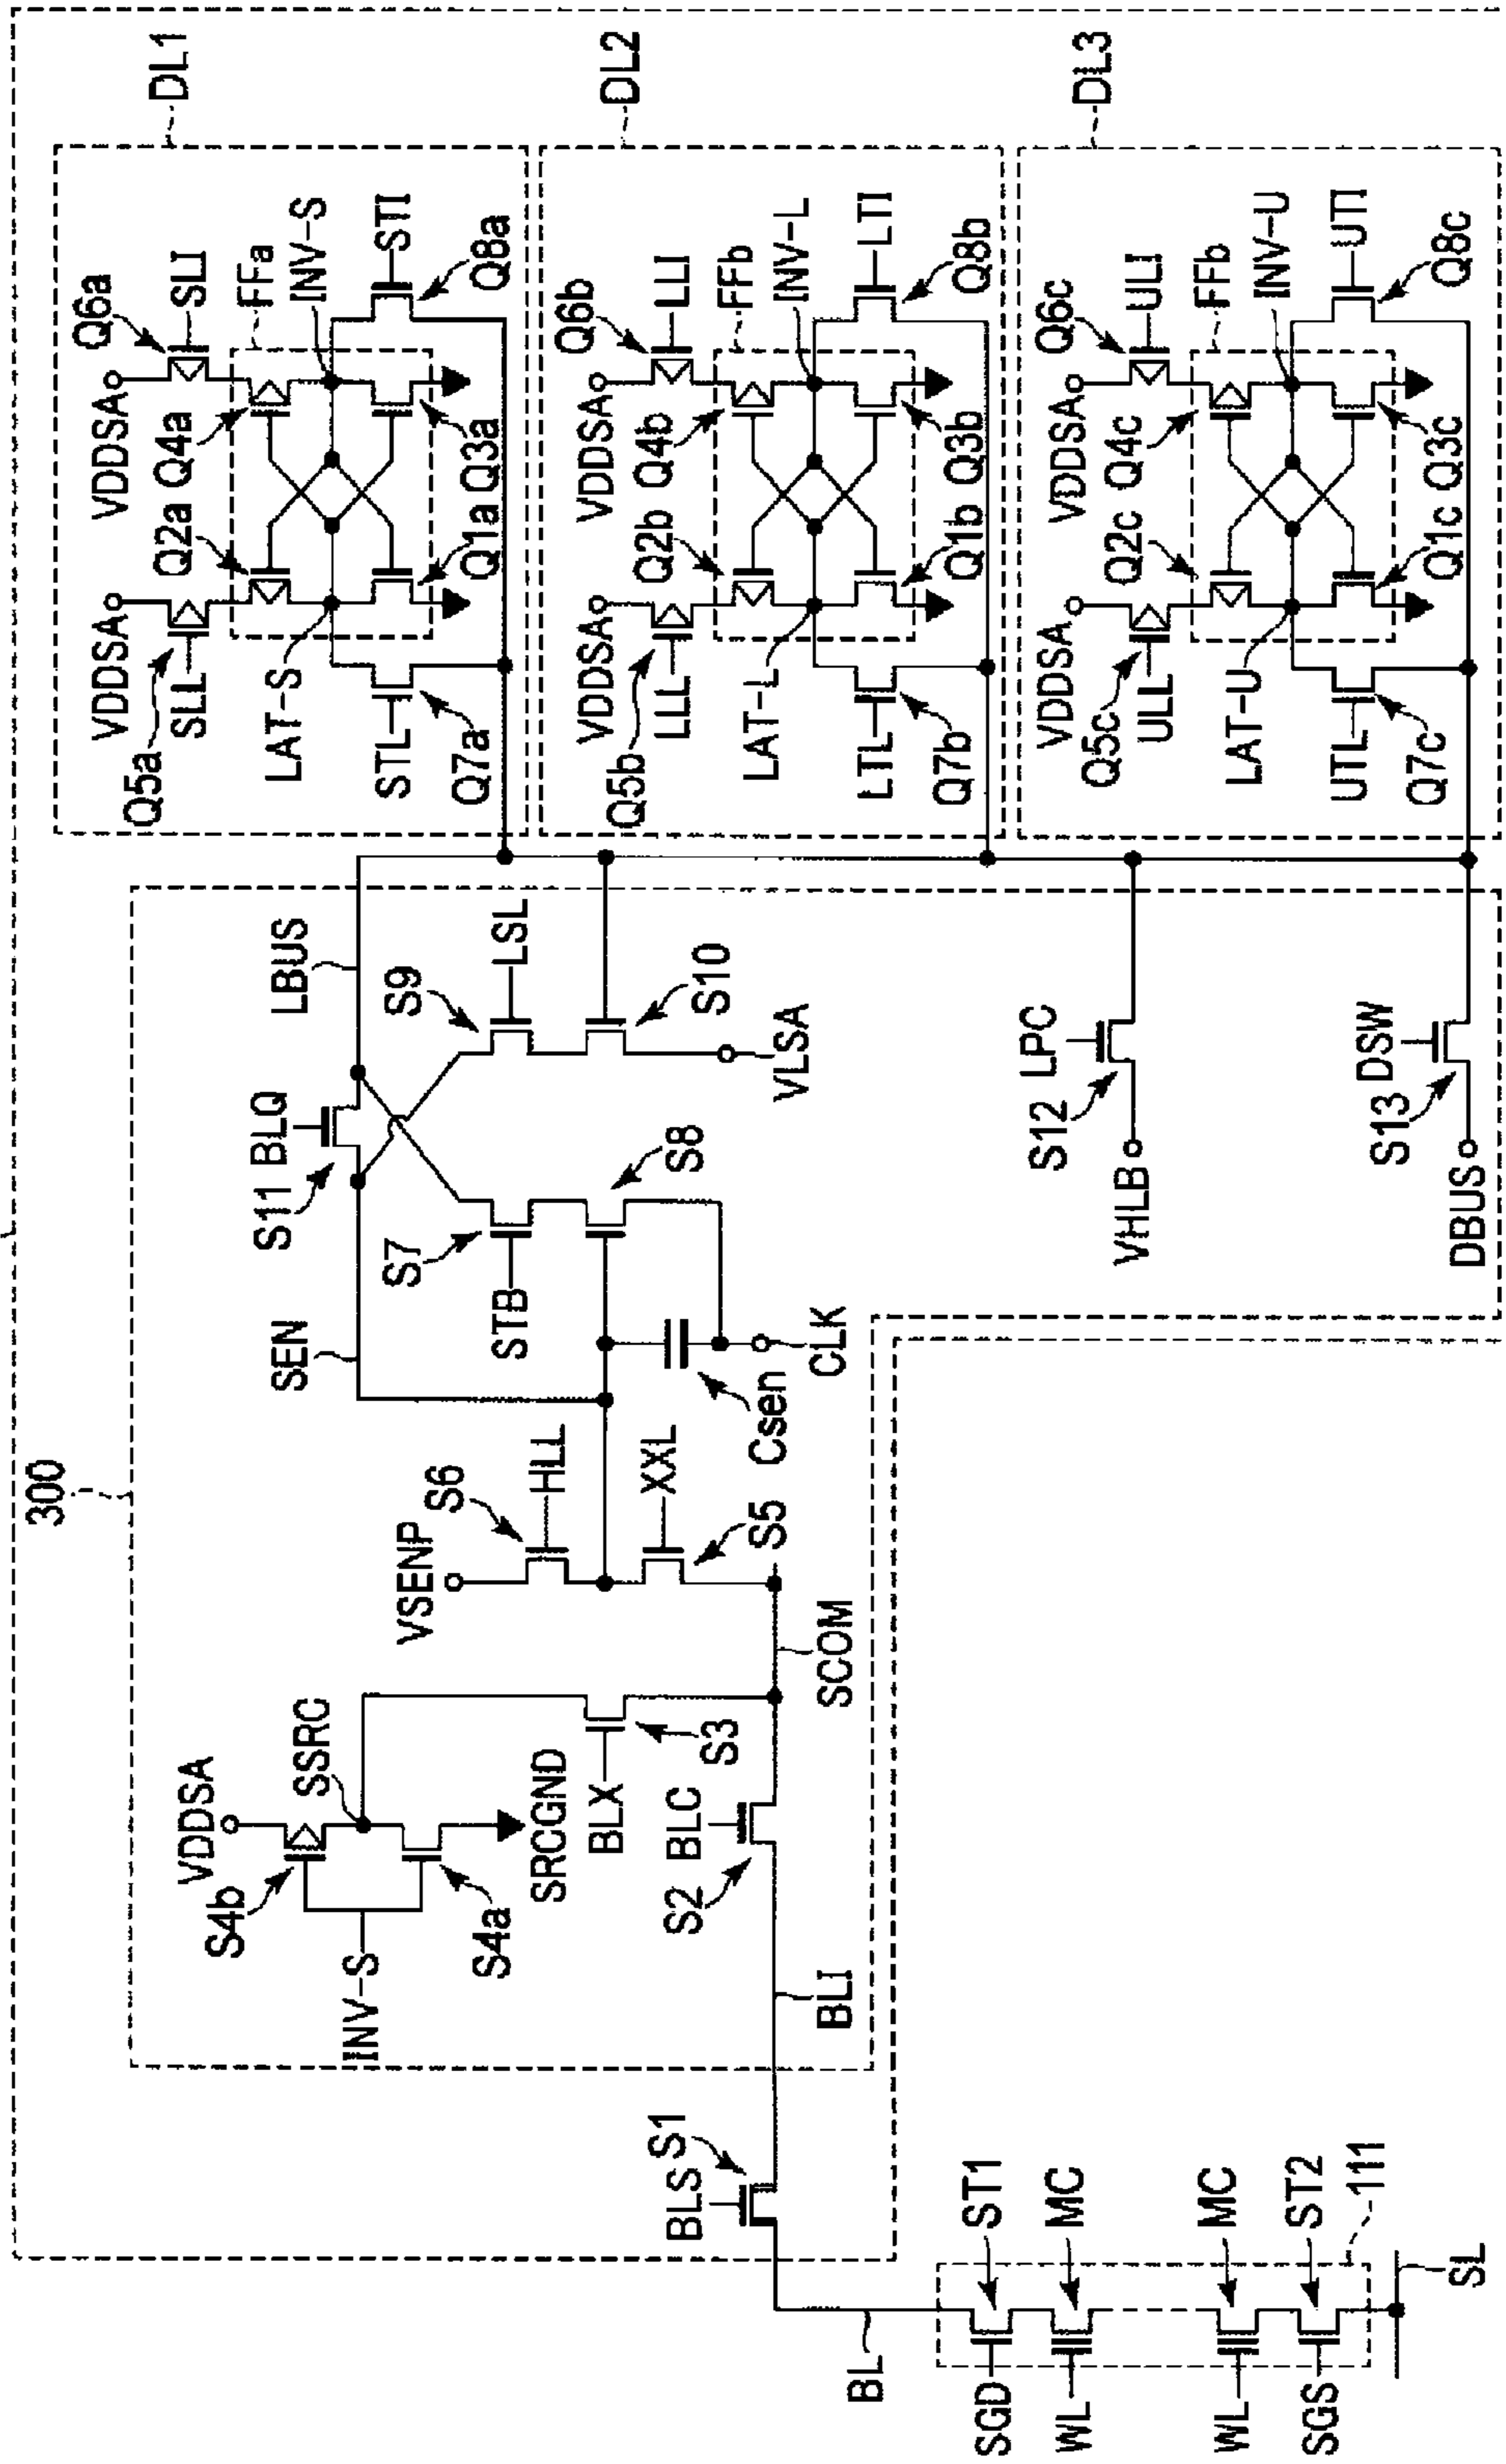 300
DL1
DL2
DL3
VDDSA
VDDSA
Q6a
SLI
Q5a
SLL
Q2a
Q4a
FFa
INV-S
LAT-S
STI
STL
Q7a
Q1a
Q3a
Q8a
VDDSA
VDDSA
Q6b
LLI
Q5b
LLL
Q2b
Q4b
FFb
INV-L
LAT-L
LTI
LTL
Q7b
Q1b
Q3b
Q8b
VDDSA
VDDSA
Q6c
ULI
Q5c
ULL
Q2c
Q4c
FFb
INV-U
LAT-U
UTI
UTL
Q7c
Q1c
Q3c
Q8c
LBUS
SEN
S11
BLQ
S9
LSL
S10
VLSA
S7
STB
S8
Csen
CLK
S12
LPC
VHLB
S13
DSW
DBUS
VSENP
S6
HLL
XXL
S5
SCOM
VDDSA
SSRC
S4b
INV-S
S4a
SRCGND
BLX
S3
BLC
S2
BLI
BLS
S1
BL
SGD
ST1
WL
MC
WL
MC
SGS
ST2
111
SL